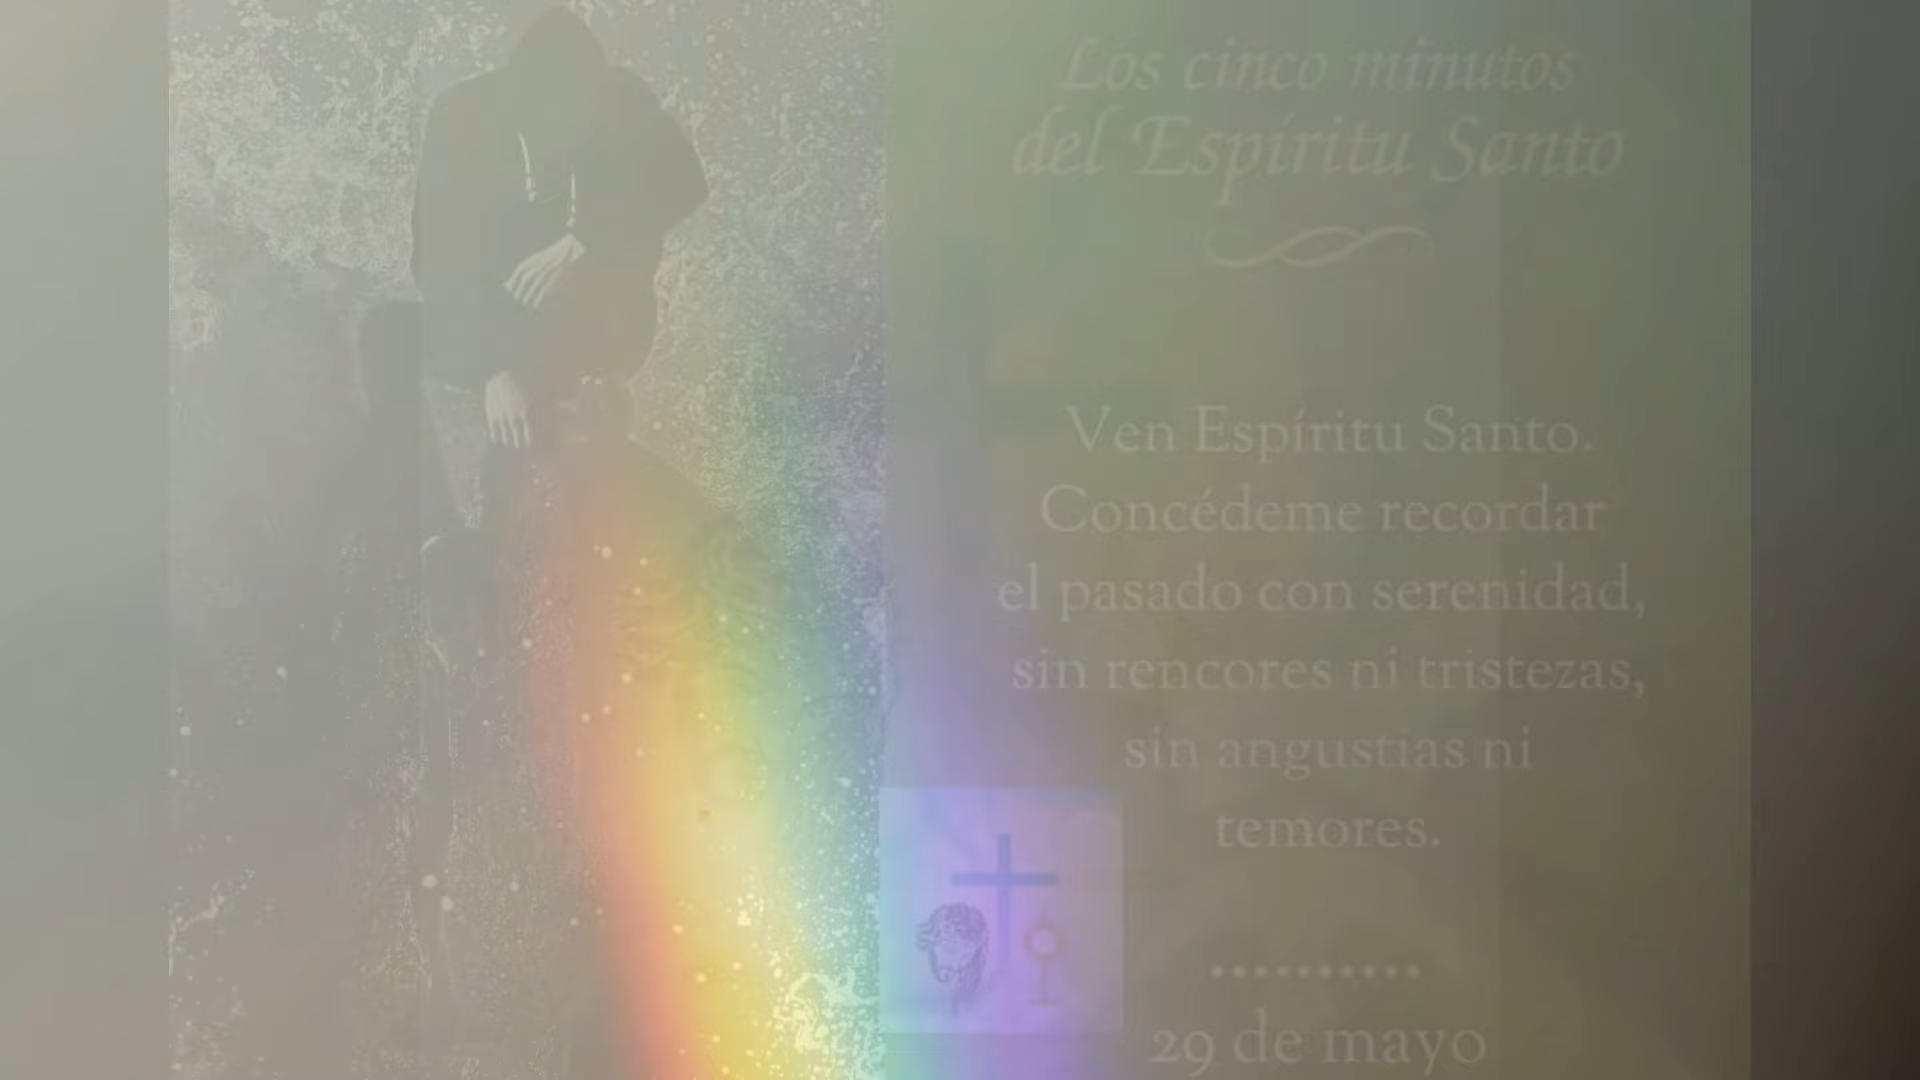 Los cinco minutos
del Espíritu Santo
Ven Espíritu Santo.
Concédeme recordar
el pasado con serenidad,
sin rencores ni tristezas,
sin angustias ni
temores.
..........
29 de mayo